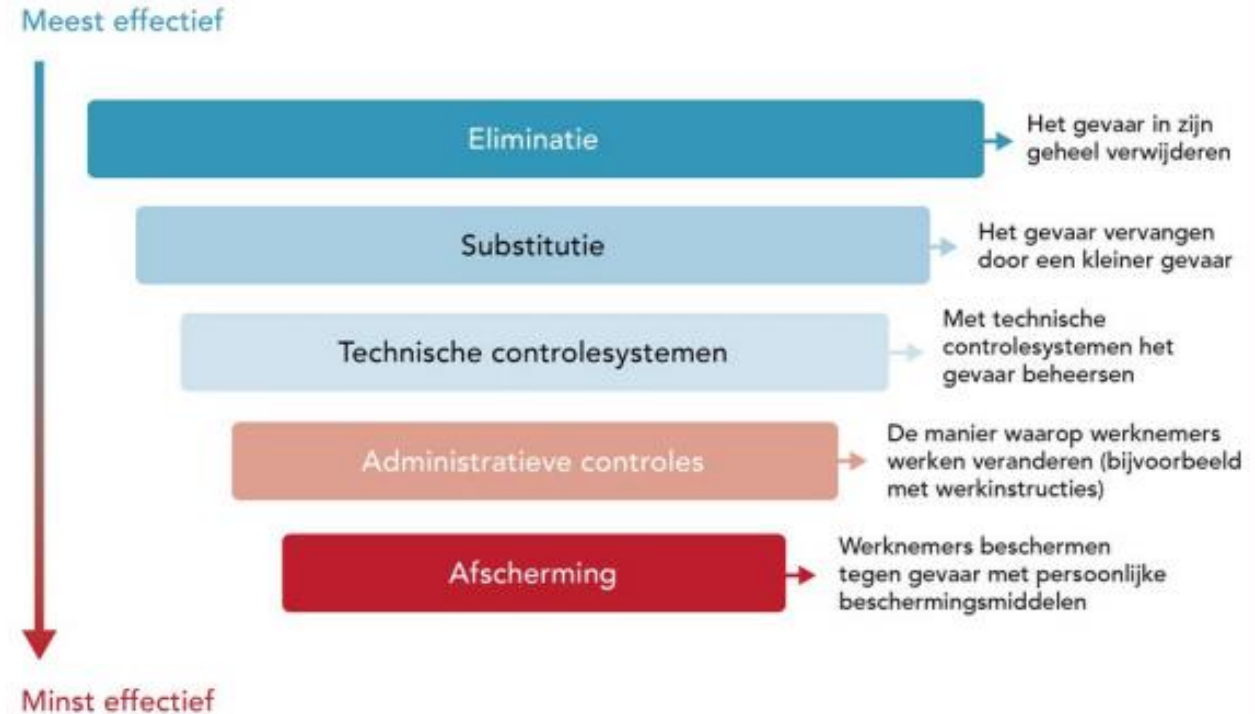 Meest effectief
Eliminatie
Het gevaar in zijn
geheel verwijderen
Substitutie
Het gevaar vervangen
door een kleiner gevaar
Technische controlesystemen
Met technische
controlesystemen het
gevaar beheersen
Administratieve controles
De manier waarop werknemers
werken veranderen (bijvoorbeeld
met werkinstructies)
Afscherming
Werknemers beschermen
tegen gevaar met persoonlijke
beschermingsmiddelen
Minst effectief